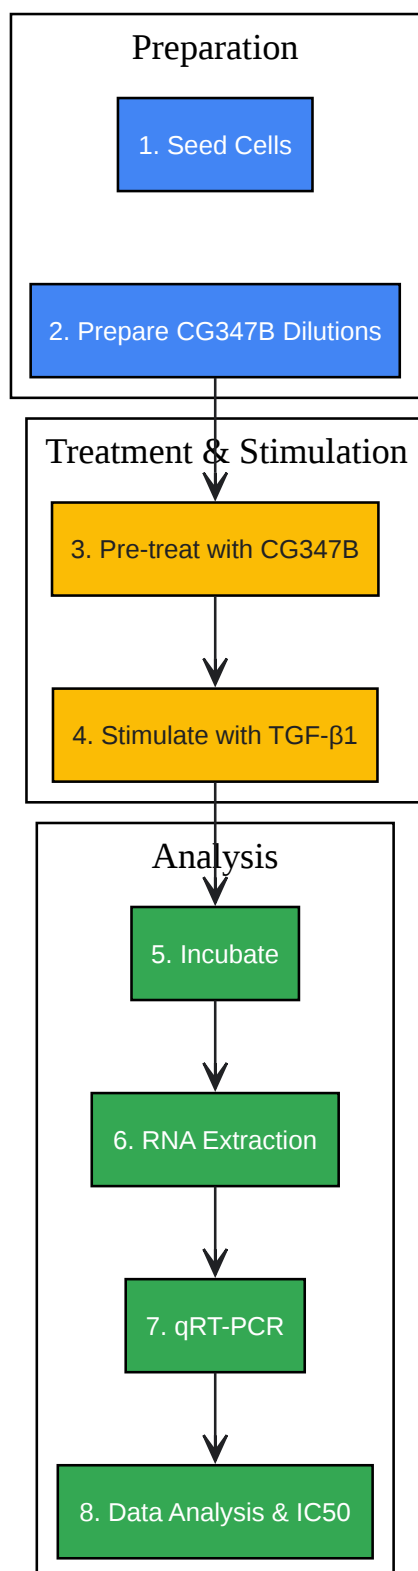 Preparation
1. Seed Cells
2. Prepare CG347B Dilutions
Treatment & Stimulation
3. Pre-treat with CG347B
4. Stimulate with TGF-β1
Analysis
5. Incubate
6. RNA Extraction
7. qRT-PCR
8. Data Analysis & IC50